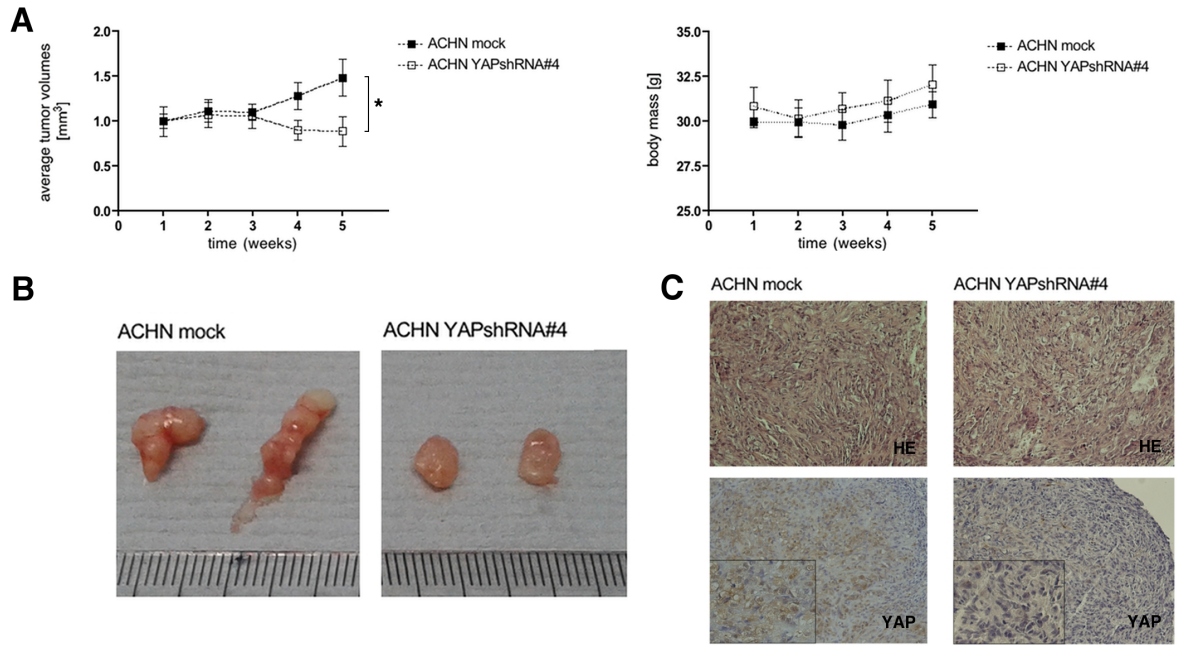 A
average tumor volumes
[mm³]
2.0
1.5
1.0
0.5
0.0
0
1
2
3
4
5
time (weeks)
ACHN mock
ACHN YAPshRNA#4
*
body mass [g]
35.0
32.5
30.0
27.5
25.0
0
1
2
3
4
5
time (weeks)
ACHN mock
ACHN YAPshRNA#4
B
ACHN mock
ACHN YAPshRNA#4
C
ACHN mock
ACHN YAPshRNA#4
HE
HE
YAP
YAP